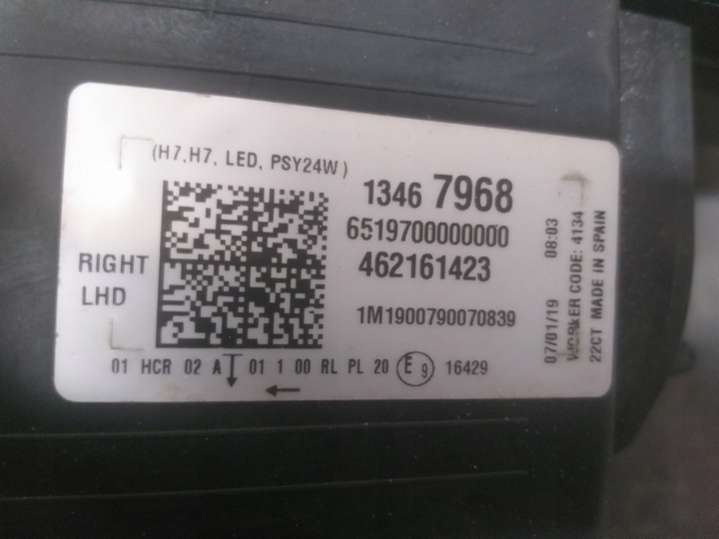 (H7,H7, LED, PSY24W)
1346 7968
6519700000000
462161423
RIGHT
LHD
1M1900790070839
01 HCR 02 A 01 1 00 RL PL 20 E 9 16429
07/01/19 08:03
WORKER CODE: 4134
22CT MADE IN SPAIN